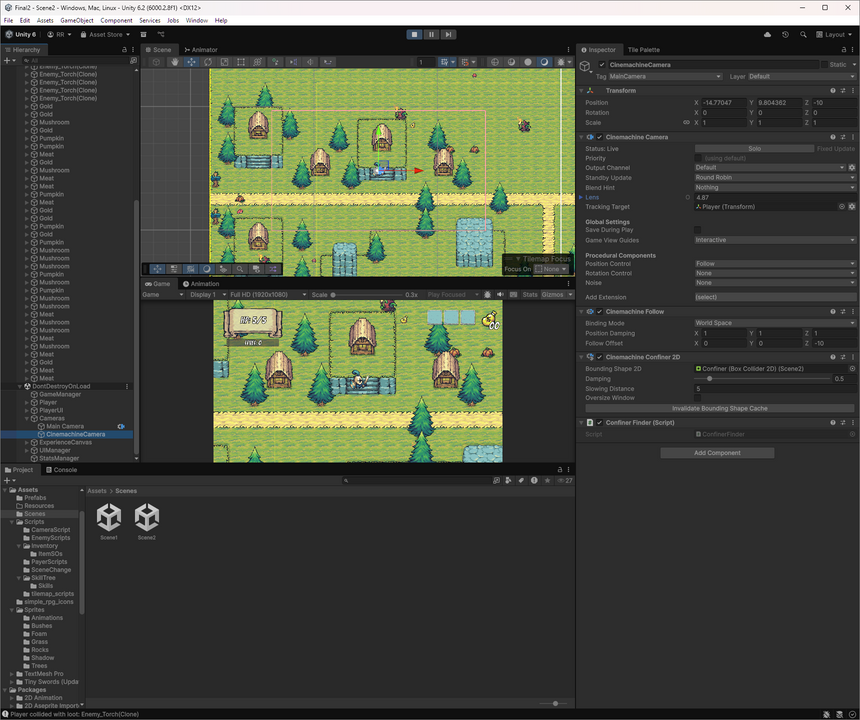 Final2 - Scene2 - Windows, Mac, Linux - Unity 6.2 (6000.2.8f1) <DX12>
File Edit Assets GameObject Component Services Jobs Window Help
Unity 6 RR Asset Store Layout
Hierarchy
All
Enemy_Torch(Clone)
Enemy_Torch(Clone)
Enemy_Torch(Clone)
Enemy_Torch(Clone)
Enemy_Torch(Clone)
Gold
Gold
Mushroom
Gold
Pumpkin
Pumpkin
Meat
Gold
Mushroom
Meat
Meat
Pumpkin
Meat
Gold
Gold
Pumpkin
Gold
Pumpkin
Mushroom
Mushroom
Mushroom
Pumpkin
Mushroom
Pumpkin
Mushroom
Meat
Mushroom
Meat
Mushroom
Mushroom
Meat
Gold
Meat
Meat
DontDestroyOnLoad
GameManager
Player
PlayerUI
Cameras
Main Camera
CinemachineCamera
ExperienceCanvas
UIManager
StatsManager
Scene Animator
1
Tilemap Focus
Focus On None
Game Animation
Game Display 1 Full HD (1920x1080) Scale 0.3x Play Focused Stats Gizmos
HP: 5/5
Inspector Tile Palette
CinemachineCamera Static
Tag MainCamera Layer Default
Transform
Position X -14.77047 Y 9.804362 Z -10
Rotation X 0 Y 0 Z 0
Scale X 1 Y 1 Z 1
Cinemachine Camera
Status: Live Solo Fixed Update
Priority (using default)
Output Channel Default
Standby Update Round Robin
Blend Hint Nothing
Lens 4.87
Tracking Target Player (Transform)
Global Settings
Save During Play
Game View Guides Interactive
Procedural Components
Position Control Follow
Rotation Control None
Noise None
Add Extension (select)
Cinemachine Follow
Binding Mode World Space
Position Damping X 1 Y 1 Z 1
Follow Offset X 0 Y 0 Z -10
Cinemachine Confiner 2D
Bounding Shape 2D Confiner (Box Collider 2D) (Scene2)
Damping 0.5
Slowing Distance 5
Oversize Window
Invalidate Bounding Shape Cache
Confiner Finder (Script)
Script ConfinerFinder
Add Component
Project Console
27
Assets
Prefabs
Resources
Scenes
Scripts
CameraScript
EnemyScripts
Inventory
ItemSOs
PayerScripts
SceneChange
SkillTree
Skills
tilemap_scripts
simple_rpg_icons
Sprites
Animations
Bushes
Foam
Grass
Rocks
Shadow
Trees
TextMesh Pro
Tiny Swords (Upda
Packages
2D Animation
2D Aseprite Import
Assets > Scenes
Scene1 Scene2
Player collided with loot: Enemy_Torch(Clone)